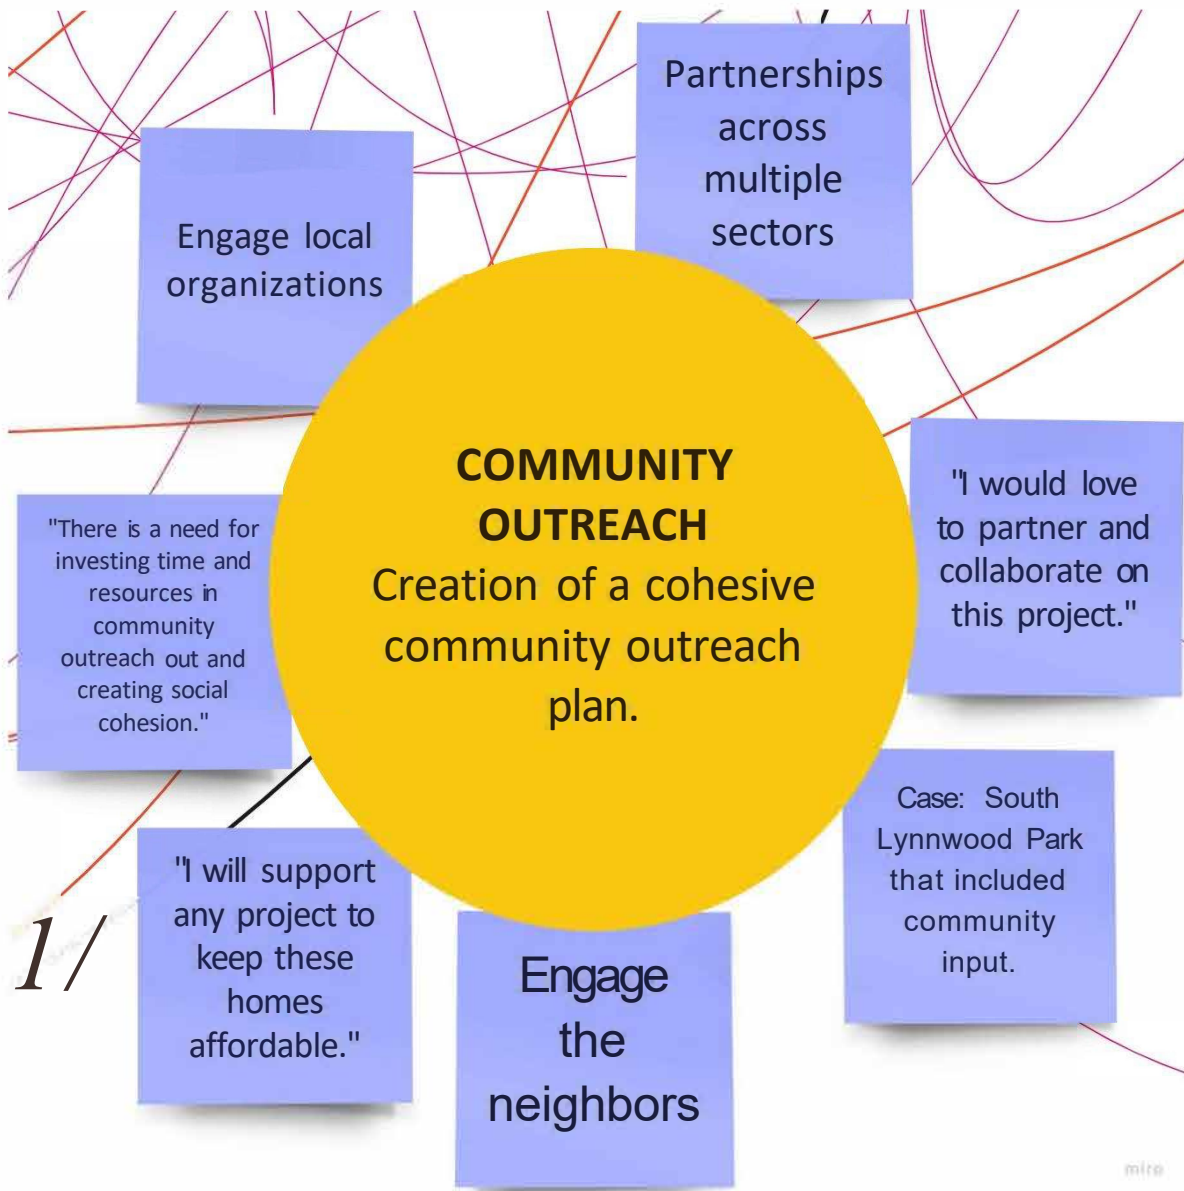 Partnerships
across
multiple
sectors
Engage local
organizations
COMMUNITY
OUTREACH
Creation of a cohesive
community outreach
plan.
"I would love
to partner and
collaborate on
this project."
"There is a need for
investing time and
resources in
community
outreach out and
creating social
cohesion."
Case: South
Lynnwood Park
that included
community
input.
"I will support
any project to
keep these
homes
affordable."
1/
Engage
the
neighbors
miro